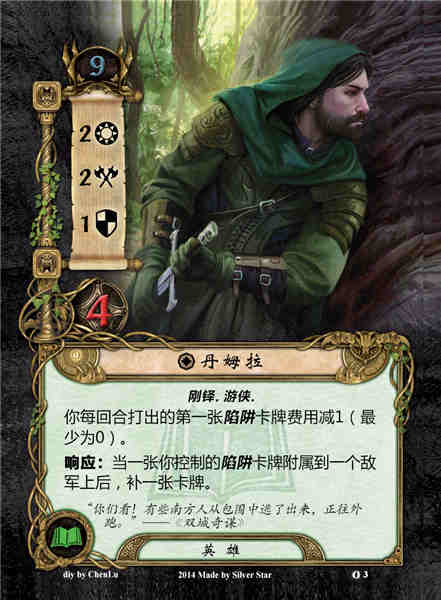 9
2
2
1
4
丹姆拉
刚铎. 游侠.
你每回合打出的第一张陷阱卡牌费用减1（最
少为0）。
响应：当一张你控制的陷阱卡牌附属到一个敌
军上后，补一张卡牌。
“你们看！有些南方人从包围中逃了出来，正往外
跑。”——《双城奇谋》
英 雄
diy by ChenLu
2014 Made by Silver Star
3